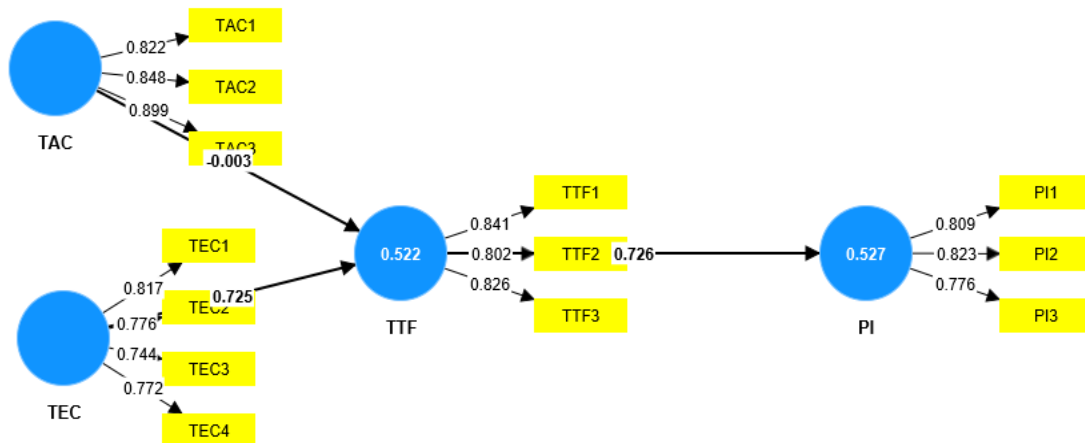 TAC1
0.822
0.848
TAC2
0.899
TAC
TAC3
-0.003
TEC1
0.817
0.725
TEC2
0.776
0.744
TEC3
0.772
TEC
TEC4
0.522
TTF
TTF1
0.841
0.802
TTF2
0.726
0.826
TTF3
0.527
PI
PI1
0.809
0.823
PI2
0.776
PI3